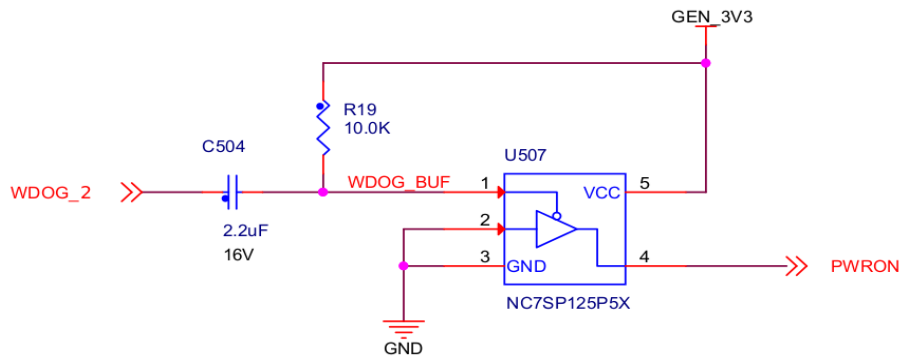 GEN_3V3
R19
10.0K
C504
U507
WDOG_2
WDOG_BUF
1
VCC
5
2.2uF
16V
2
3
GND
4
PWRON
NC7SP125P5X
GND